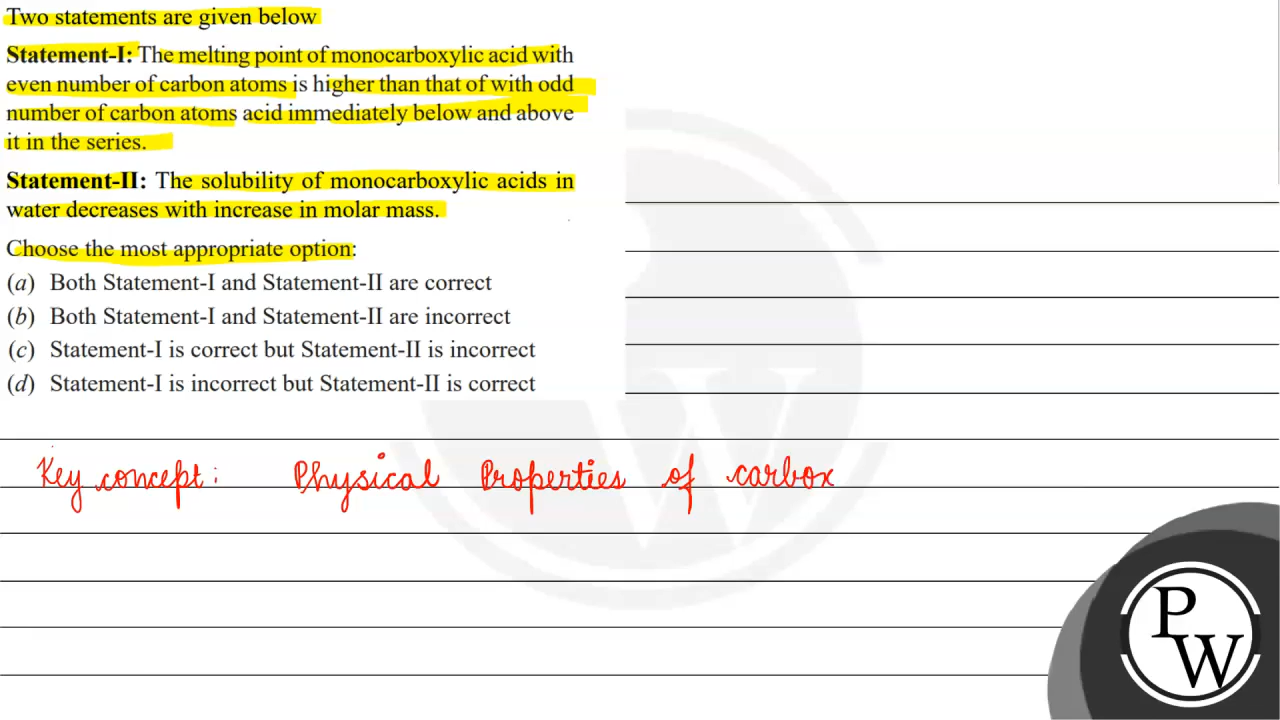 Two statements are given below
Statement-I: The melting point of monocarboxylic acid with
even number of carbon atoms is higher than that of with odd
number of carbon atoms acid immediately below and above
it in the series.
Statement-II: The solubility of monocarboxylic acids in
water decreases with increase in molar mass.
Choose the most appropriate option:
(a) Both Statement-I and Statement-II are correct
(b) Both Statement-I and Statement-II are incorrect
(c) Statement-I is correct but Statement-II is incorrect
(d) Statement-I is incorrect but Statement-II is correct
Key concept: Physical Properties of carbox
P
W